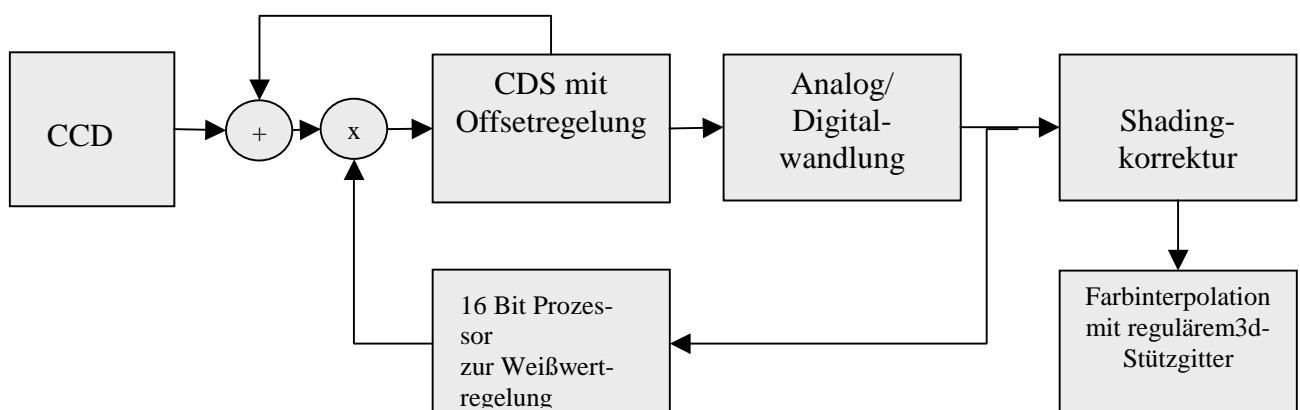 CCD
+
x
CDS mit
Offsetregelung
Analog/
Digital-
wandlung
Shading-
korrektur
16 Bit Prozes-
sor
zur Weißwert-
regelung
Farbinterpolation
mit regulärem3d-
Stützgitter